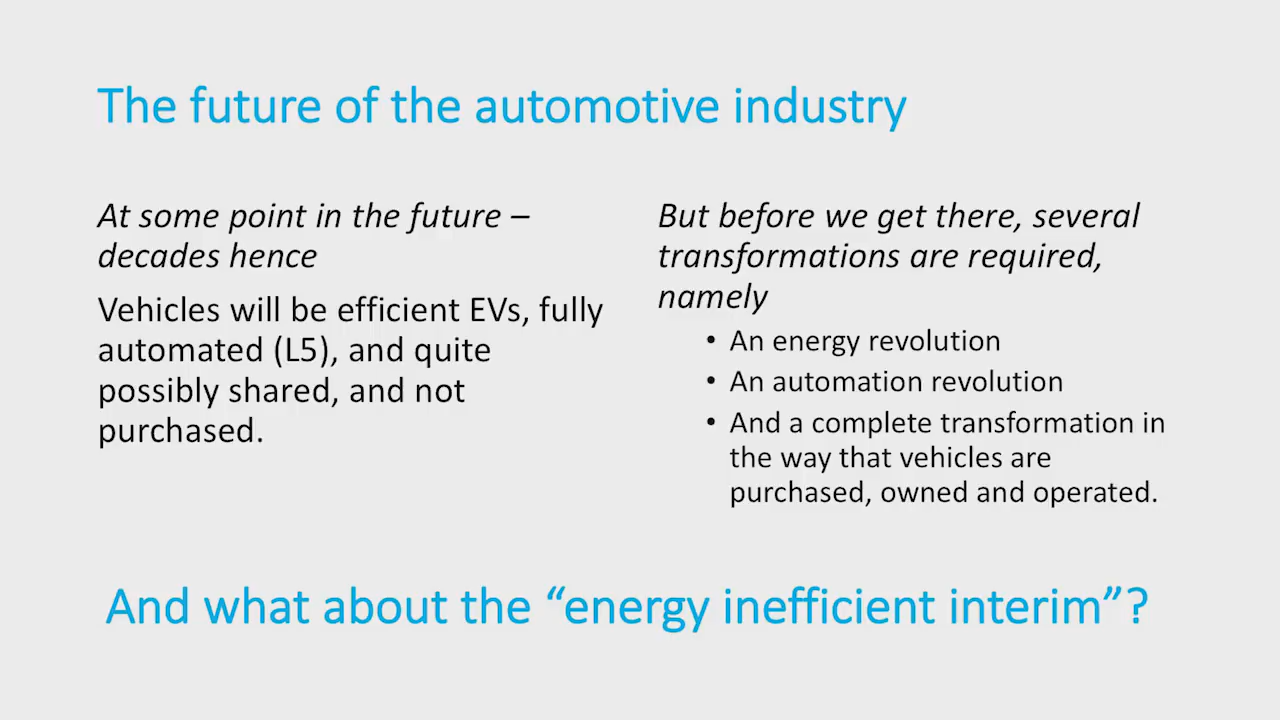 The future of the automotive industry
At some point in the future –
decades hence
Vehicles will be efficient EVs, fully
automated (L5), and quite
possibly shared, and not
purchased.
But before we get there, several
transformations are required,
namely
• An energy revolution
• An automation revolution
• And a complete transformation in
the way that vehicles are
purchased, owned and operated.
And what about the “energy inefficient interim”?